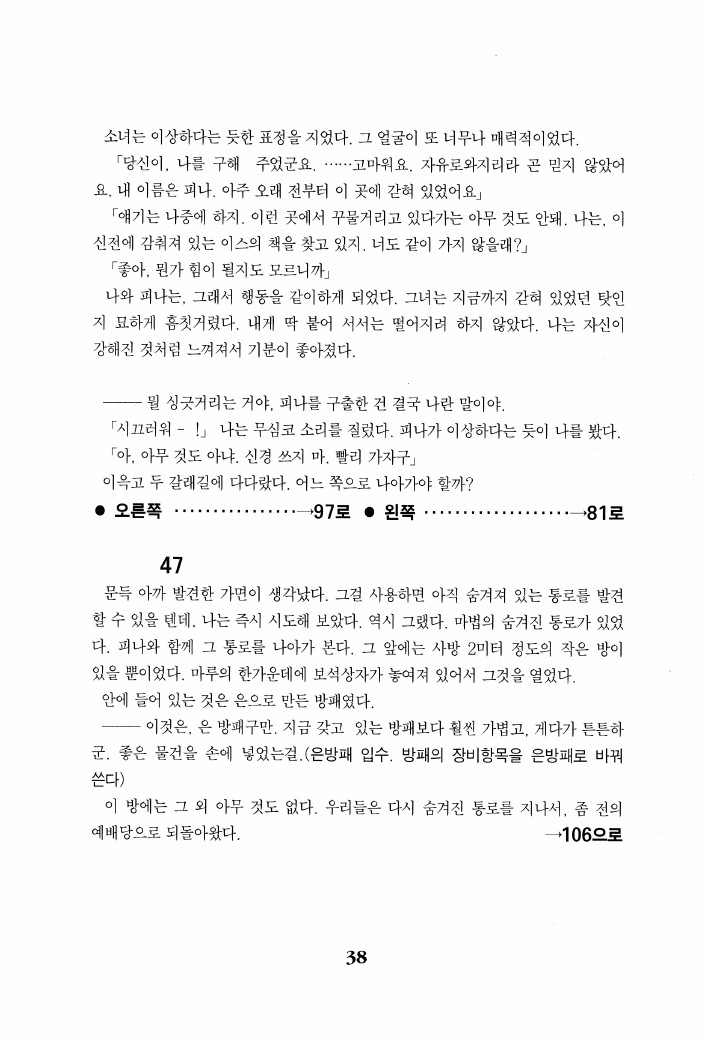 소녀는 이상하다는 듯한 표정을 지었다. 그 얼굴이 또 너무나 매력적이었다.
「당신이, 나를 구해 주었군요. ……고마워요. 자유로와지리라 곤 믿지 않았어
요. 내 이름은 피나. 아주 오래 전부터 이 곳에 갇혀 있었어요」
「얘기는 나중에 하지. 이런 곳에서 꾸물거리고 있다가는 아무 것도 안돼. 나는, 이
신전에 감춰져 있는 이스의 책을 찾고 있지. 너도 같이 가지 않을래?」
「좋아, 뭔가 힘이 될지도 모르니까」
나와 피나는, 그래서 행동을 같이하게 되었다. 그녀는 지금까지 갇혀 있었던 탓인
지 묘하게 흠칫거렸다. 내게 딱 붙어 서서는 떨어지려 하지 않았다. 나는 자신이
강해진 것처럼 느껴져서 기분이 좋아졌다.
――― 뭘 싱긋거리는 거야, 피나를 구출한 건 결국 나란 말이야.
「시끄러워 - !」 나는 무심코 소리를 질렀다. 피나가 이상하다는 듯이 나를 봤다.
「아, 아무 것도 아냐. 신경 쓰지 마. 빨리 가자구」
이윽고 두 갈래길에 다다랐다. 어느 쪽으로 나아가야 할까?
● 오른쪽 ················→97로 ● 왼쪽 ···················→81로
47
문득 아까 발견한 가면이 생각났다. 그걸 사용하면 아직 숨겨져 있는 통로를 발견
할 수 있을 텐데. 나는 즉시 시도해 보았다. 역시 그랬다. 마법의 숨겨진 통로가 있었
다. 피나와 함께 그 통로를 나아가 본다. 그 앞에는 사방 2미터 정도의 작은 방이
있을 뿐이었다. 마루의 한가운데에 보석상자가 놓여져 있어서 그것을 열었다.
안에 들어 있는 것은 은으로 만든 방패였다.
――― 이것은, 은 방패구만. 지금 갖고 있는 방패보다 훨씬 가볍고, 게다가 튼튼하
군. 좋은 물건을 손에 넣었는걸.(은방패 입수. 방패의 장비항목을 은방패로 바꿔
쓴다)
이 방에는 그 외 아무 것도 없다. 우리들은 다시 숨겨진 통로를 지나서, 좀 전의
예배당으로 되돌아왔다. →106으로
38